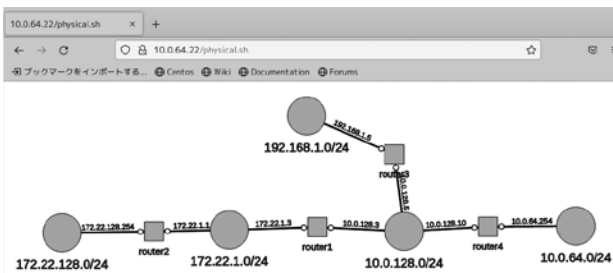 10.0.64.22/physical.sh × +
10.0.64.22/physical.sh
ブックマークをインポートする... Centos Wiki Documentation Forums
192.168.1.5
192.168.1.0/24
router3
10.0.128.5
172.22.128.254 172.22.1.1 172.22.1.3 10.0.128.3 10.0.128.10 10.0.64.254
router2 router1 router4
172.22.128.0/24 172.22.1.0/24 10.0.128.0/24 10.0.64.0/24